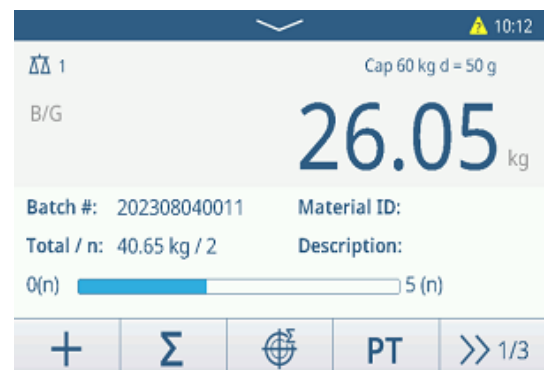 10:12
1 Cap 60 kg d = 50 g
B/G
26.05 kg
Batch #: 202308040011 Material ID:
Total / n: 40.65 kg / 2 Description:
0(n) 5 (n)
+ Σ Σ PT >> 1/3